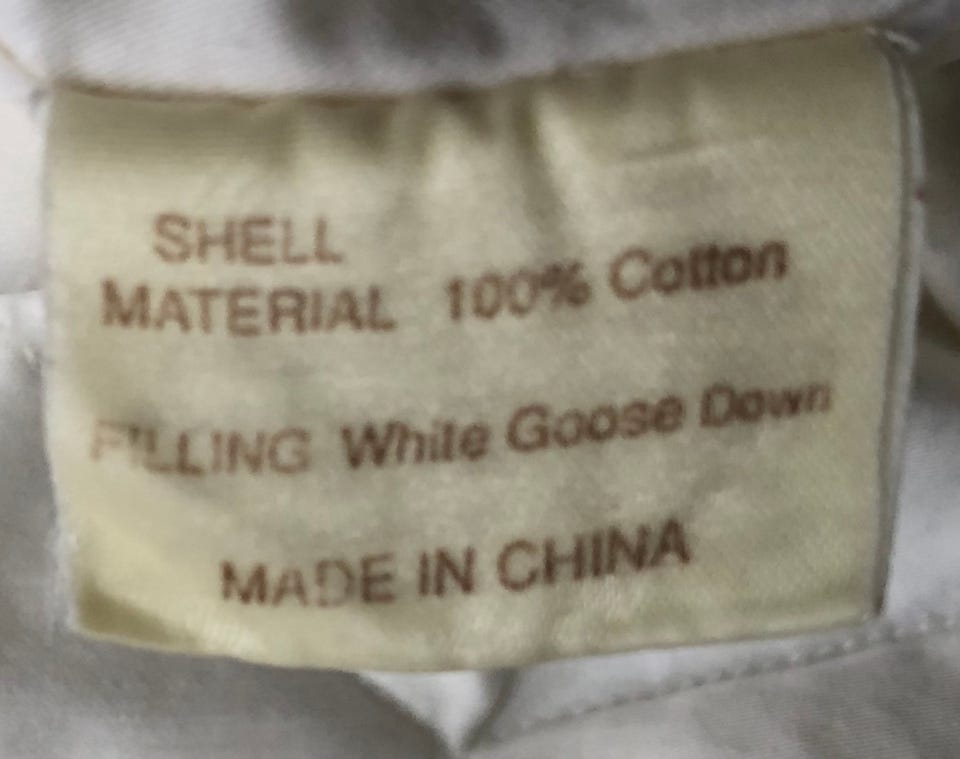 SHELL
MATERIAL 100% Cotton
FILLING White Goose Down
MADE IN CHINA